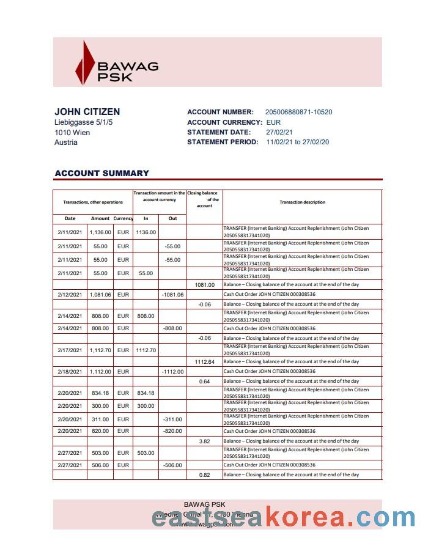 BAWAG
PSK
JOHN CITIZEN
Liebiggasse 5/1/5
1010 Wien
Austria
ACCOUNT NUMBER: 205006880871-10520
ACCOUNT CURRENCY: EUR
STATEMENT DATE: 27/02/21
STATEMENT PERIOD: 11/02/21 to 27/02/20
ACCOUNT SUMMARY
Transactions, other operations
Transaction amount in the account currency
Closing balance of the account
Transaction description
Date Amount Currency In Out
2/11/2021 1,136.00 EUR 1136.00 TRANSFER (Internet Banking) Account Replenishment (John Citizen 2050558317341020)
2/11/2021 55.00 EUR -55.00 TRANSFER (Internet Banking) Account Replenishment (John Citizen 2050558317341020)
2/11/2021 55.00 EUR -55.00 TRANSFER (Internet Banking) Account Replenishment (John Citizen 2050558317341020)
2/11/2021 55.00 EUR 55.00 TRANSFER (Internet Banking) Account Replenishment (John Citizen 2050558317341020)
1081.00 Balance – Closing balance of the account at the end of the day
2/12/2021 1,081.06 EUR -1081.06 Cash Out Order JOHN CITIZEN 000308536
-0.06 Balance – Closing balance of the account at the end of the day
2/14/2021 808.00 EUR 808.00 TRANSFER (Internet Banking) Account Replenishment (John Citizen 2050558317341020)
2/14/2021 808.00 EUR -808.00 Cash Out Order JOHN CITIZEN 000308536
-0.06 Balance – Closing balance of the account at the end of the day
2/17/2021 1,112.70 EUR 1112.70 TRANSFER (Internet Banking) Account Replenishment (John Citizen 2050558317341020)
1112.64 Balance – Closing balance of the account at the end of the day
2/18/2021 1,112.00 EUR -1112.00 Cash Out Order JOHN CITIZEN 000308536
0.64 Balance – Closing balance of the account at the end of the day
2/20/2021 834.18 EUR 834.18 TRANSFER (Internet Banking) Account Replenishment (John Citizen 2050558317341020)
2/20/2021 300.00 EUR 300.00 TRANSFER (Internet Banking) Account Replenishment (John Citizen 2050558317341020)
2/20/2021 311.00 EUR -311.00 TRANSFER (Internet Banking) Account Replenishment (John Citizen 2050558317341020)
2/20/2021 820.00 EUR -820.00 Cash Out Order JOHN CITIZEN 000308536
3.82 Balance – Closing balance of the account at the end of the day
2/27/2021 503.00 EUR 503.00 TRANSFER (Internet Banking) Account Replenishment (John Citizen 2050558317341020)
2/27/2021 506.00 EUR -506.00 Cash Out Order JOHN CITIZEN 000308536
0.82 Balance – Closing balance of the account at the end of the day
BAWAG PSK
eastseakorea.com